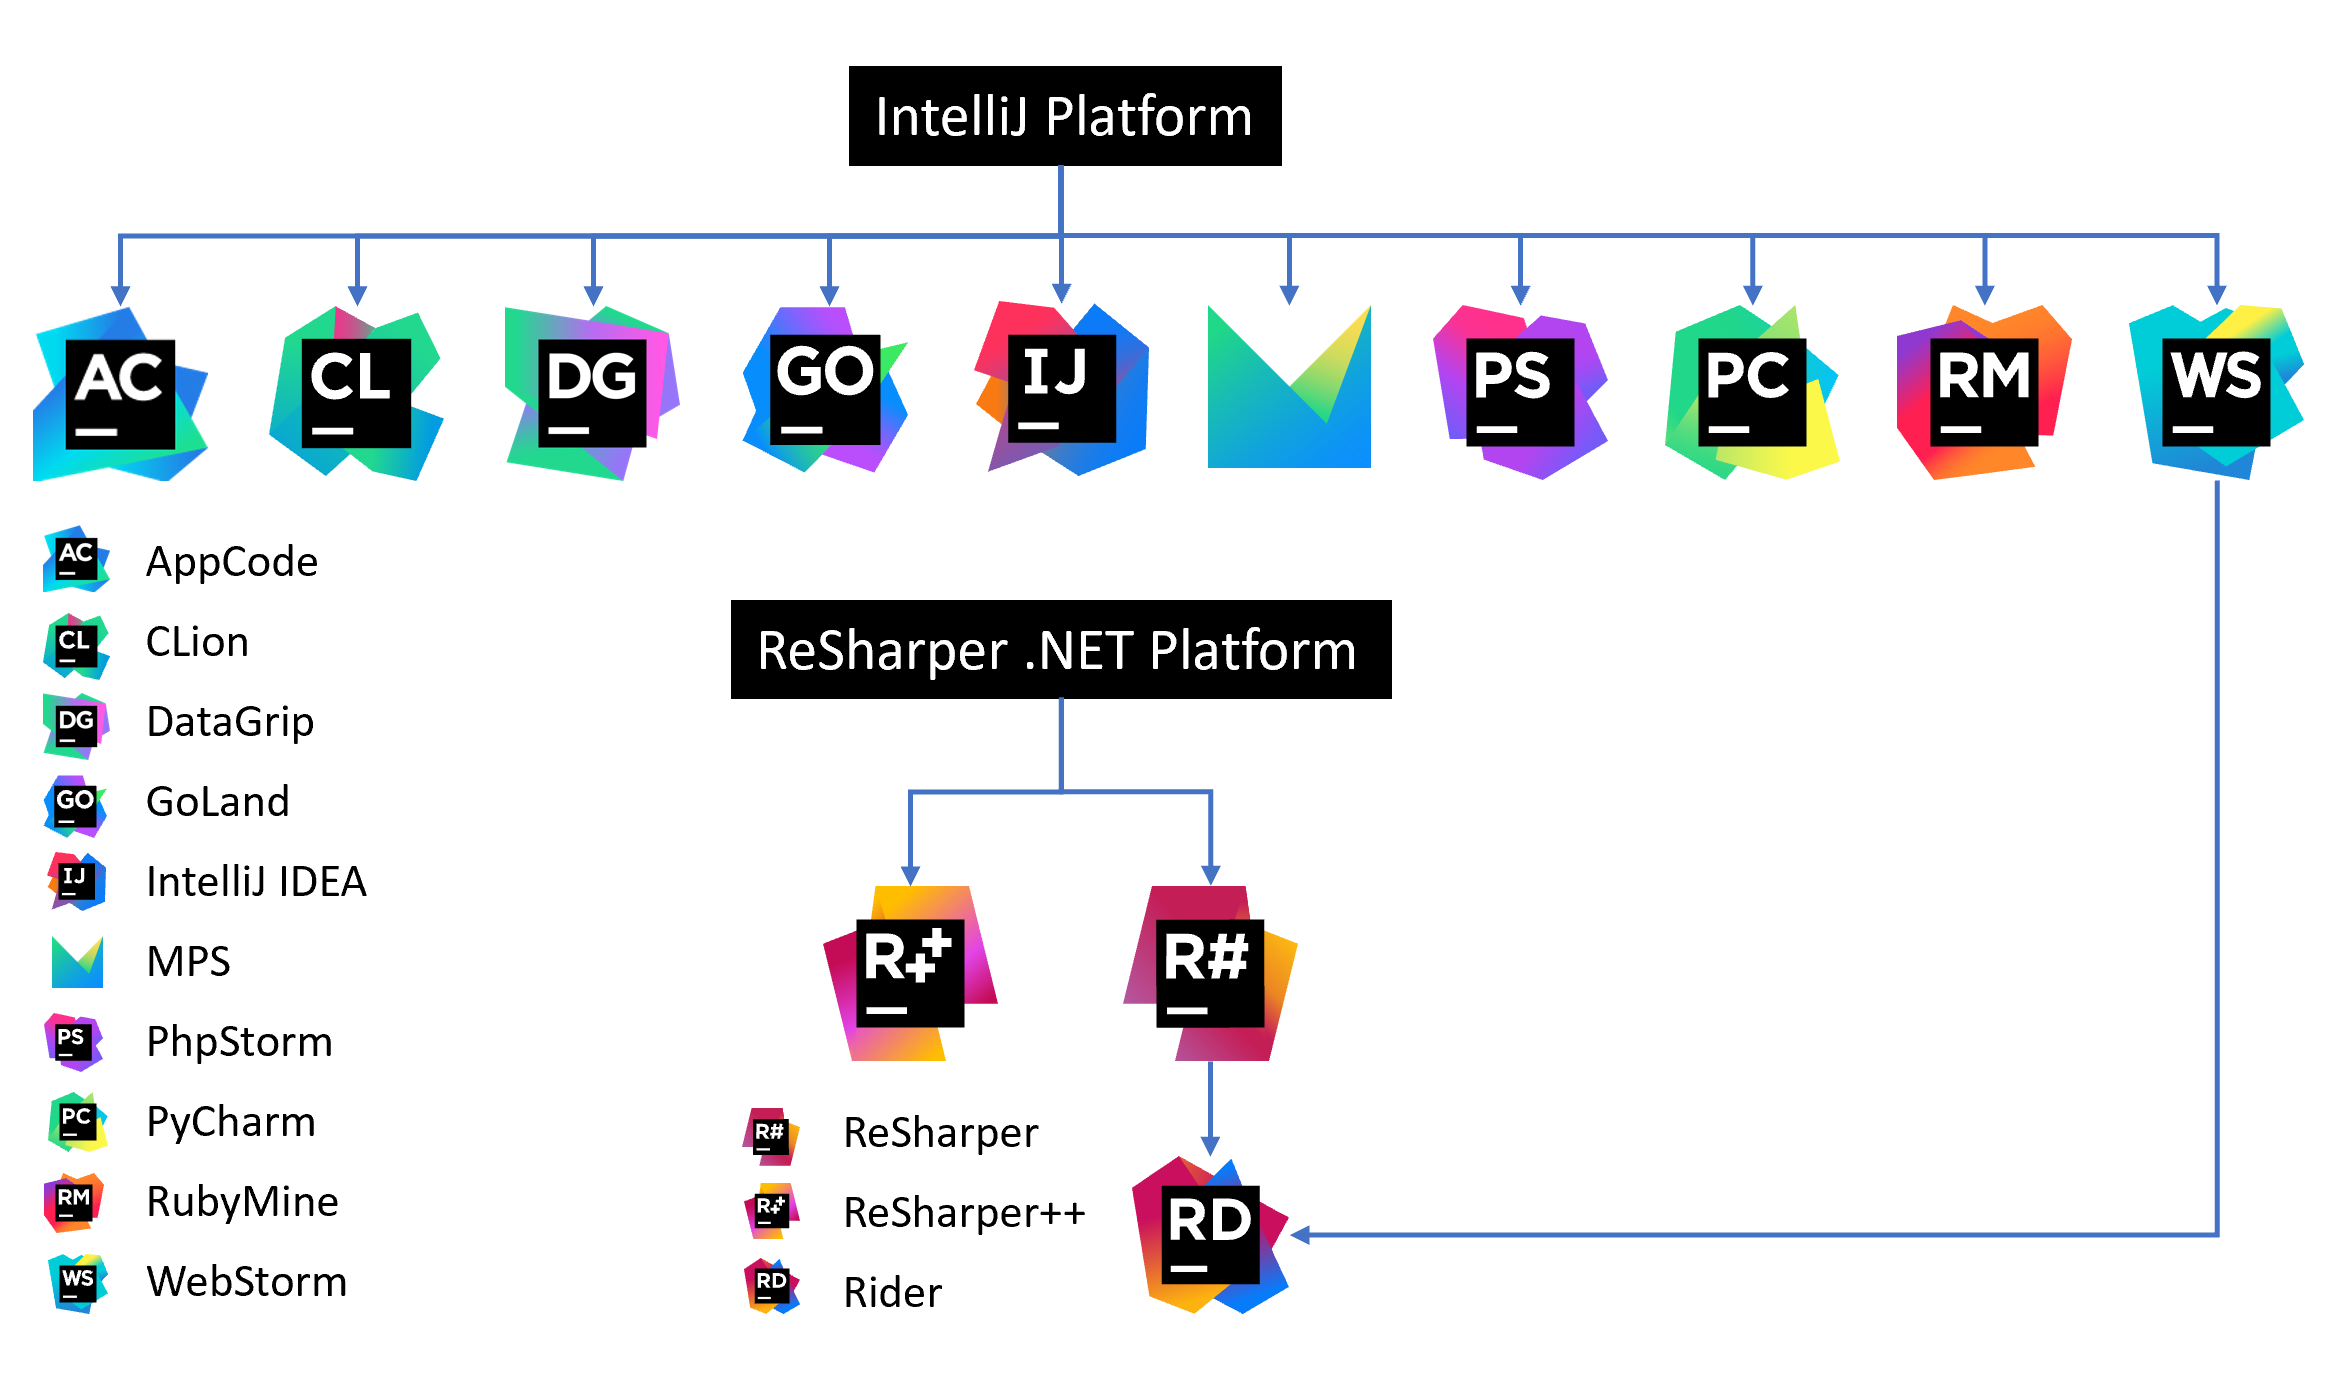 IntelliJ Platform
AC
CL
DG
GO
IJ
PS
PC
RM
WS
AC AppCode
CL CLion
DG DataGrip
GO GoLand
IJ IntelliJ IDEA
MPS
PS PhpStorm
PC PyCharm
RM RubyMine
WS WebStorm
ReSharper .NET Platform
R++
R#
RD
R# ReSharper
R++ ReSharper++
RD Rider